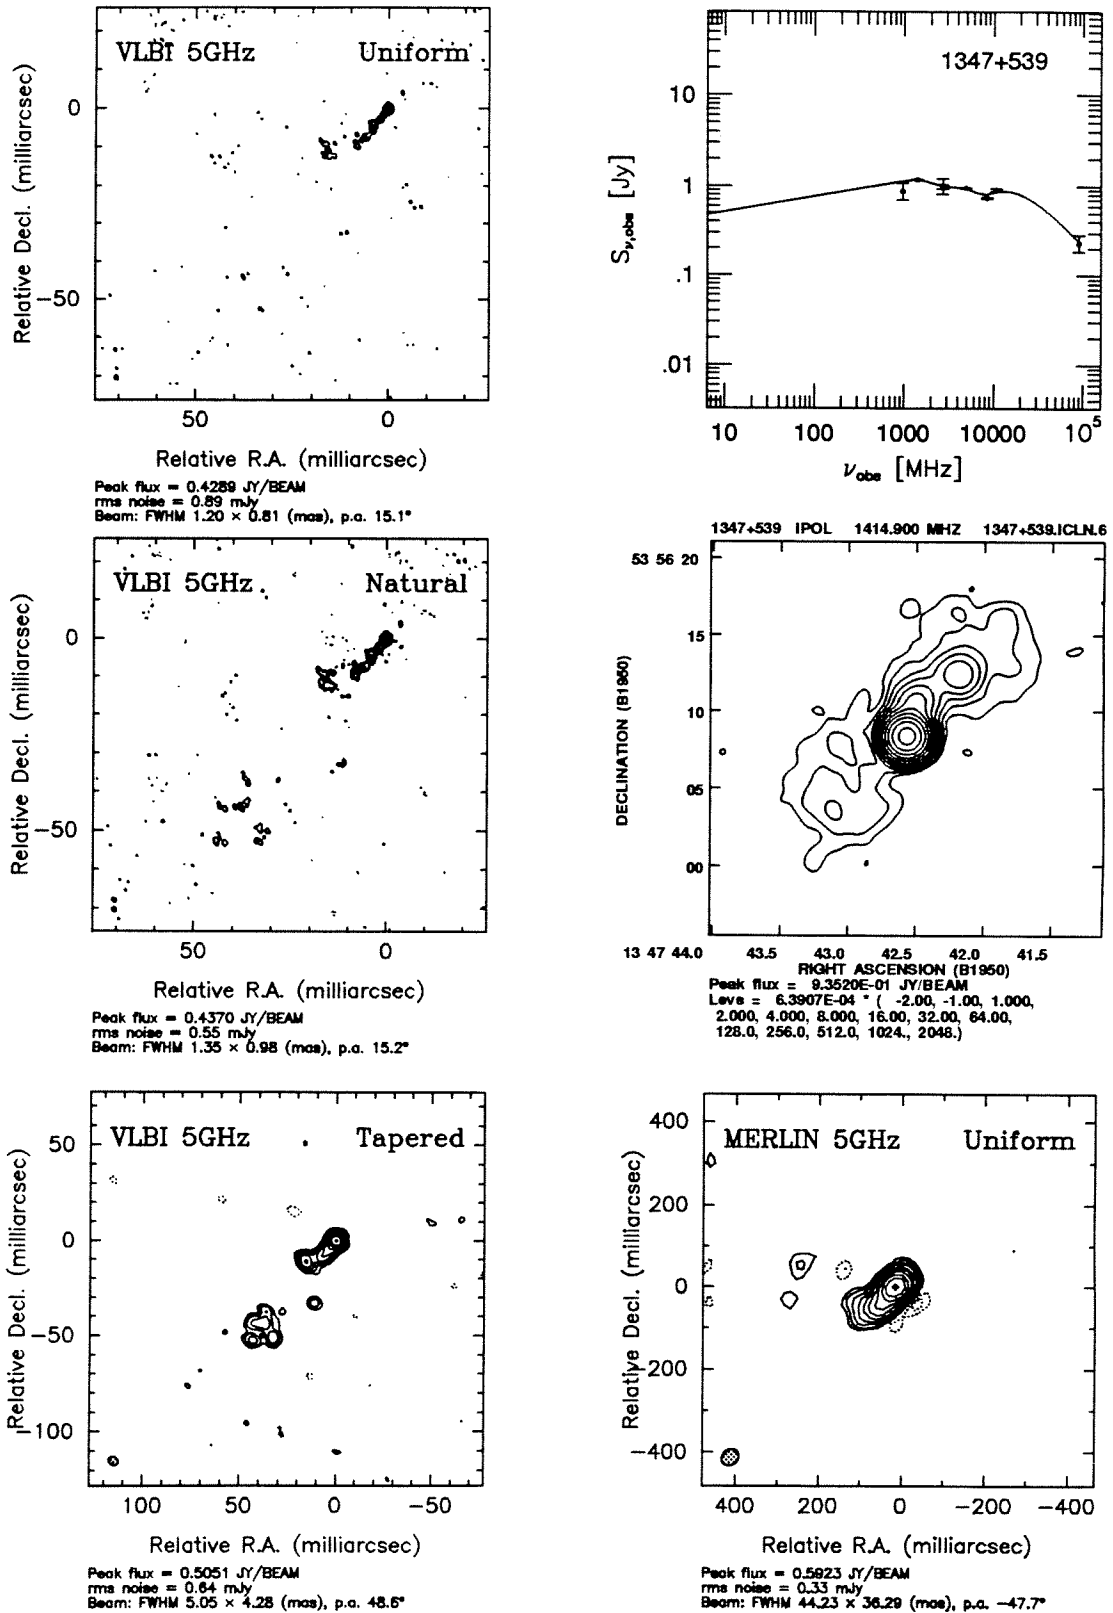 VLBI 5GHz Uniform
0
−50
Relative Decl. (milliarcsec)
50 0
Relative R.A. (milliarcsec)
Peak flux = 0.4289 JY/BEAM
rms noise = 0.89 mJy
Beam: FWHM 1.20 × 0.81 (mas), p.a. 15.1°
1347+539
10
1
.1
.01
Sν,obs [Jy]
10 100 1000 10000 10⁵
νobs [MHz]
VLBI 5GHz Natural
0
−50
Relative Decl. (milliarcsec)
50 0
Relative R.A. (milliarcsec)
Peak flux = 0.4370 JY/BEAM
rms noise = 0.55 mJy
Beam: FWHM 1.35 × 0.98 (mas), p.a. 15.2°
1347+539 IPOL 1414.900 MHZ 1347+539.ICLN.6
53 56 20
15
10
05
00
DECLINATION (B1950)
13 47 44.0 43.5 43.0 42.5 42.0 41.5
RIGHT ASCENSION (B1950)
Peak flux = 9.3520E-01 JY/BEAM
Levs = 6.3907E-04 * ( -2.00, -1.00, 1.000,
2.000, 4.000, 8.000, 16.00, 32.00, 64.00,
128.0, 256.0, 512.0, 1024., 2048.)
VLBI 5GHz Tapered
50
0
−50
−100
Relative Decl. (milliarcsec)
100 50 0 −50
Relative R.A. (milliarcsec)
Peak flux = 0.5051 JY/BEAM
rms noise = 0.64 mJy
Beam: FWHM 5.05 × 4.28 (mas), p.a. 48.6°
MERLIN 5GHz Uniform
400
200
0
−200
−400
Relative Decl. (milliarcsec)
400 200 0 −200 −400
Relative R.A. (milliarcsec)
Peak flux = 0.5923 JY/BEAM
rms noise = 0.33 mJy
Beam: FWHM 44.23 × 36.29 (mas), p.a. −47.7°